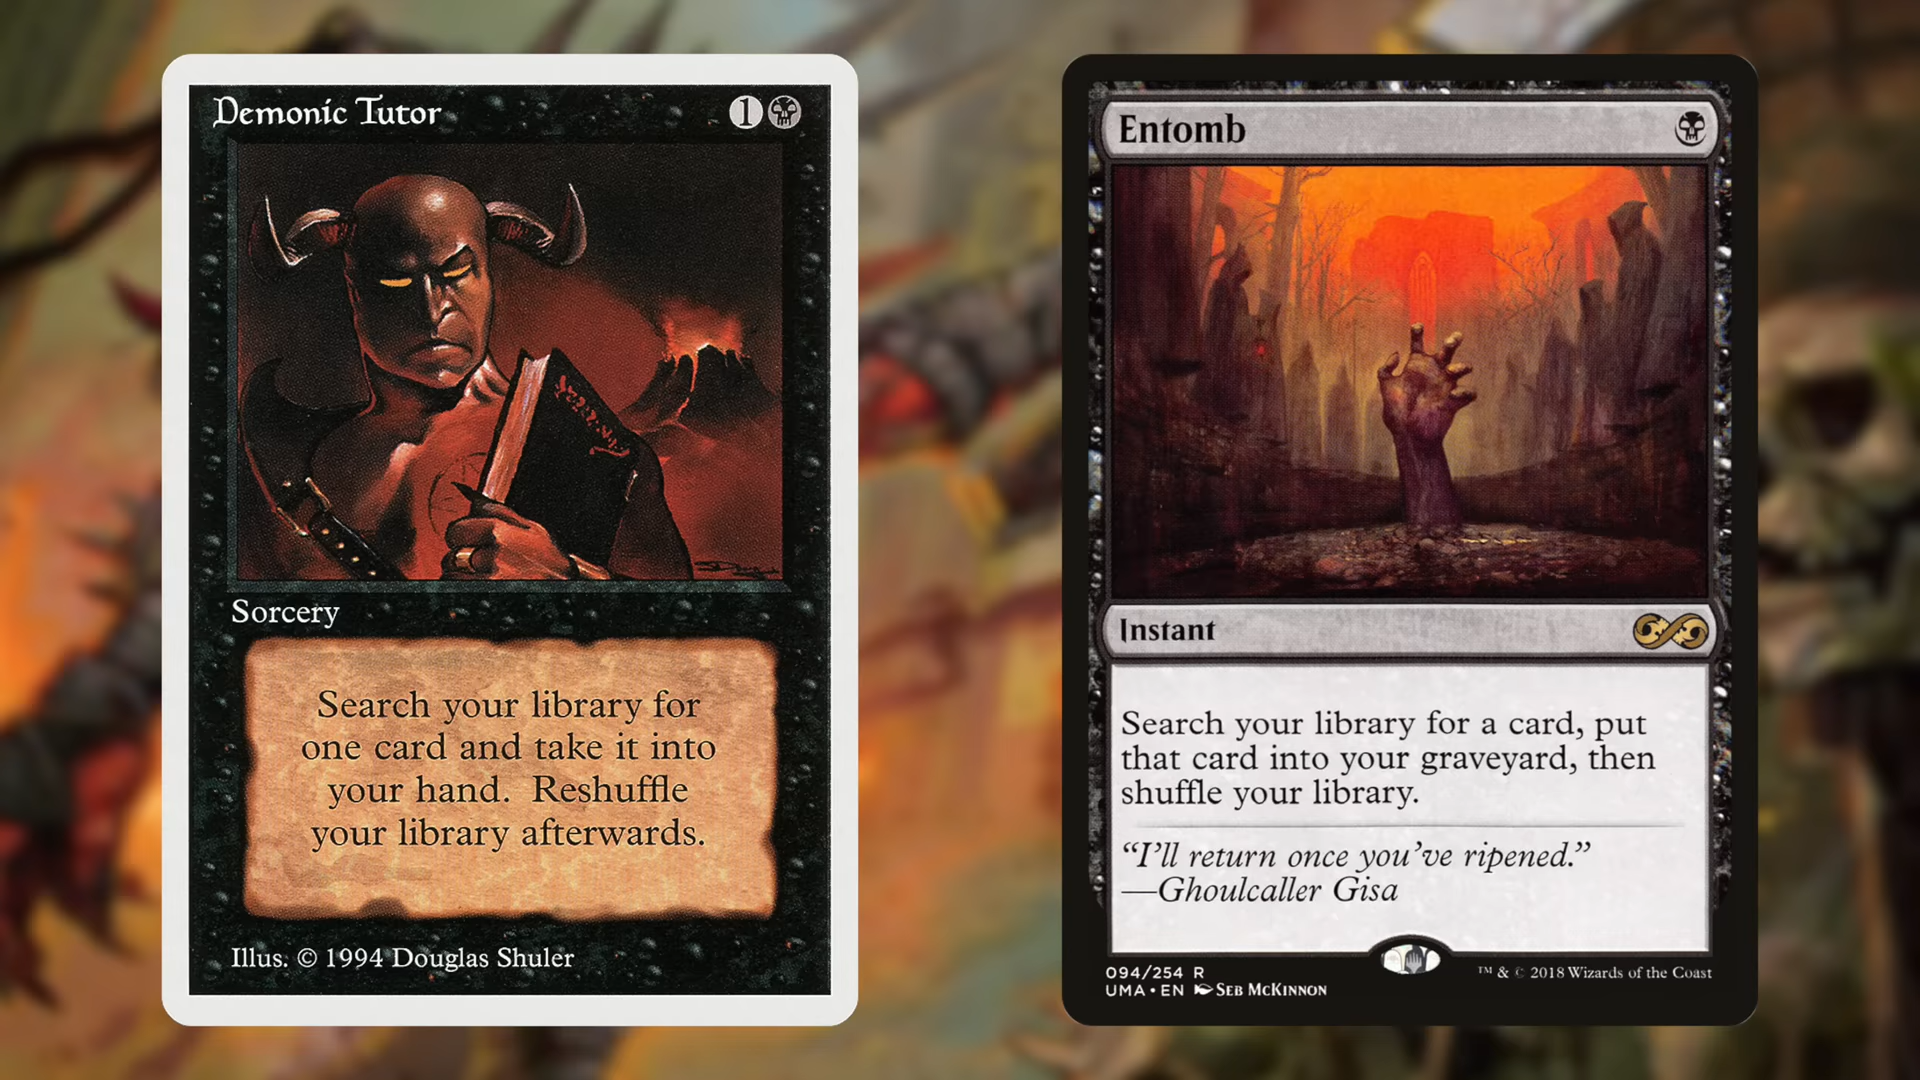 Demonic Tutor 1
Sorcery
Search your library for
one card and take it into
your hand. Reshuffle
your library afterwards.
Illus. © 1994 Douglas Shuler
Entomb
Instant
Search your library for a card, put
that card into your graveyard, then
shuffle your library.
“I’ll return once you’ve ripened.”
—Ghoulcaller Gisa
094/254 R
UMA • EN Seb McKinnon
™ & © 2018 Wizards of the Coast